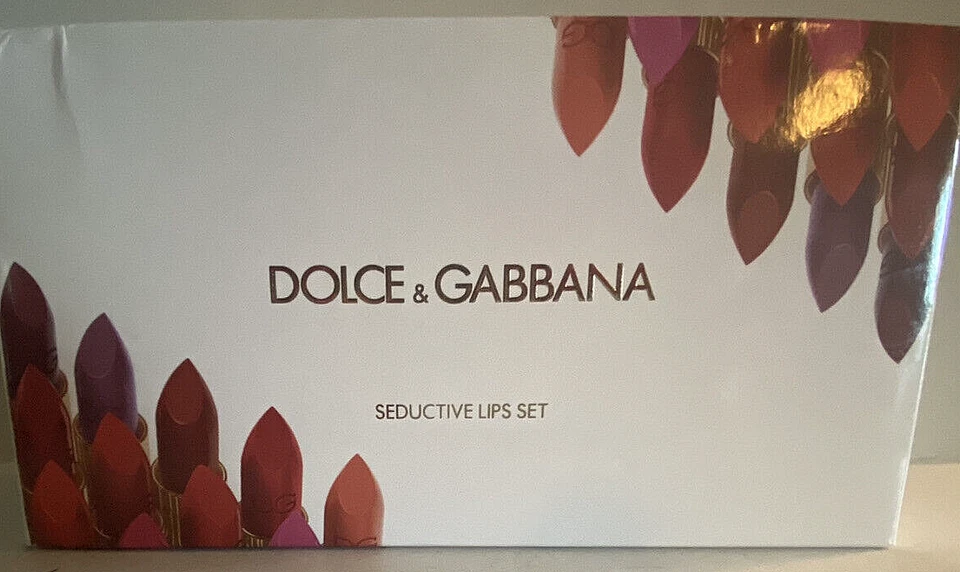 DOLCE & GABBANA
SEDUCTIVE LIPS SET